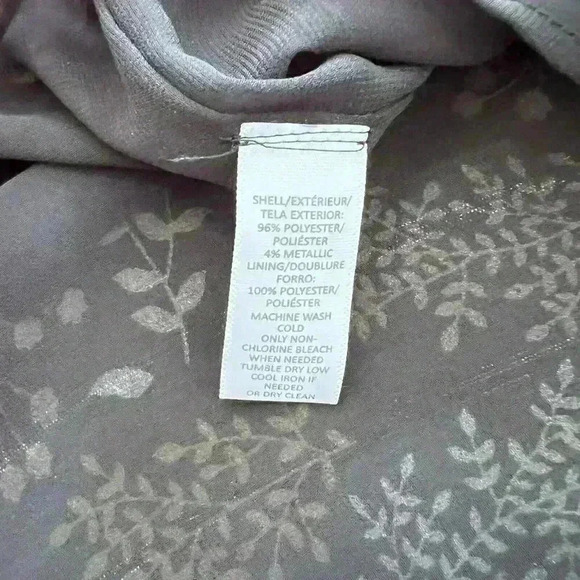 SHELL/EXTÉRIEUR/
TELA EXTERIOR:
96% POLYESTER/
POLIÉSTER
4% METALLIC
LINING/DOUBLURE
FORRO:
100% POLYESTER/
POLIÉSTER
MACHINE WASH
COLD
ONLY NON-
CHLORINE BLEACH
WHEN NEEDED
TUMBLE DRY LOW
COOL IRON IF
NEEDED
OR DRY CLEAN